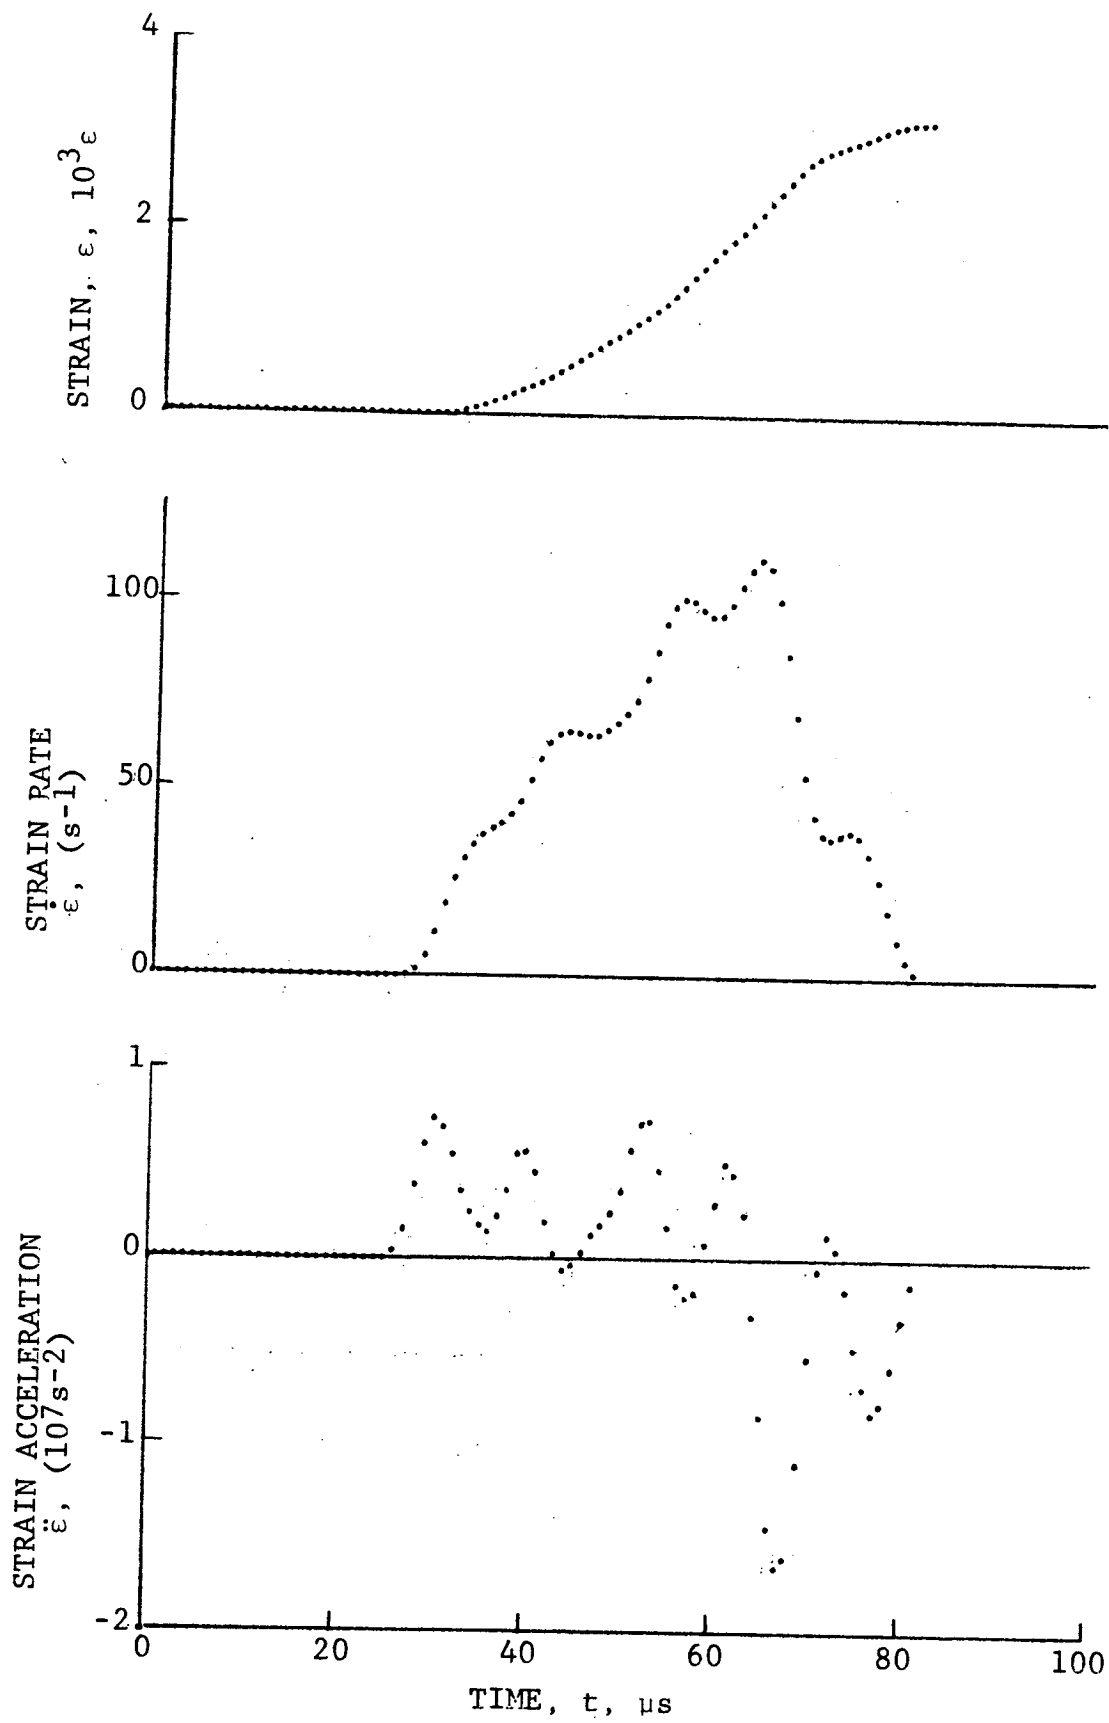 4
2
0
STRAIN, ε, 10³ε
100
50
0
STRAIN RATE
ε̇, (s-1)
1
0
-1
-2
STRAIN ACCELERATION
ε̈, (107s-2)
0 20 40 60 80 100
TIME, t, μs